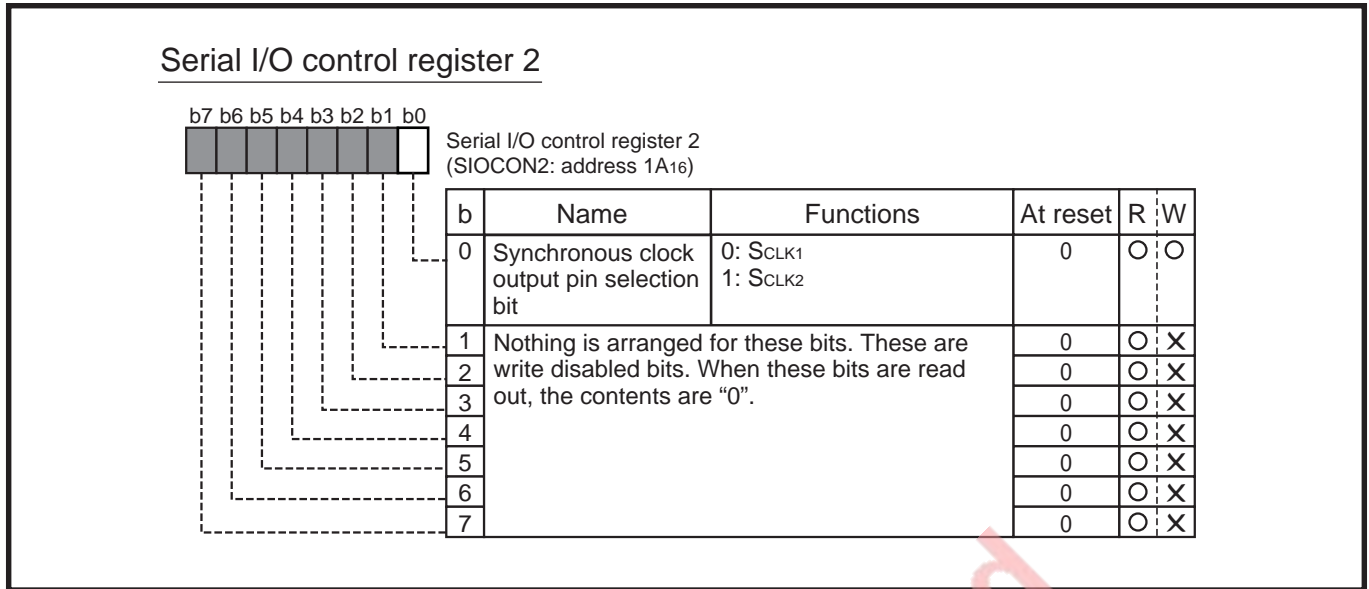 Serial I/O control register 2
b7 b6 b5 b4 b3 b2 b1 b0
Serial I/O control register 2
(SIOCON2: address 1A16)
b Name Functions At reset R W
0 Synchronous clock 0: SCLK1 0 O O
output pin selection 1: SCLK2
bit
1 Nothing is arranged for these bits. These are 0 O X
2 write disabled bits. When these bits are read 0 O X
3 out, the contents are “0”. 0 O X
4 0 O X
5 0 O X
6 0 O X
7 0 O X